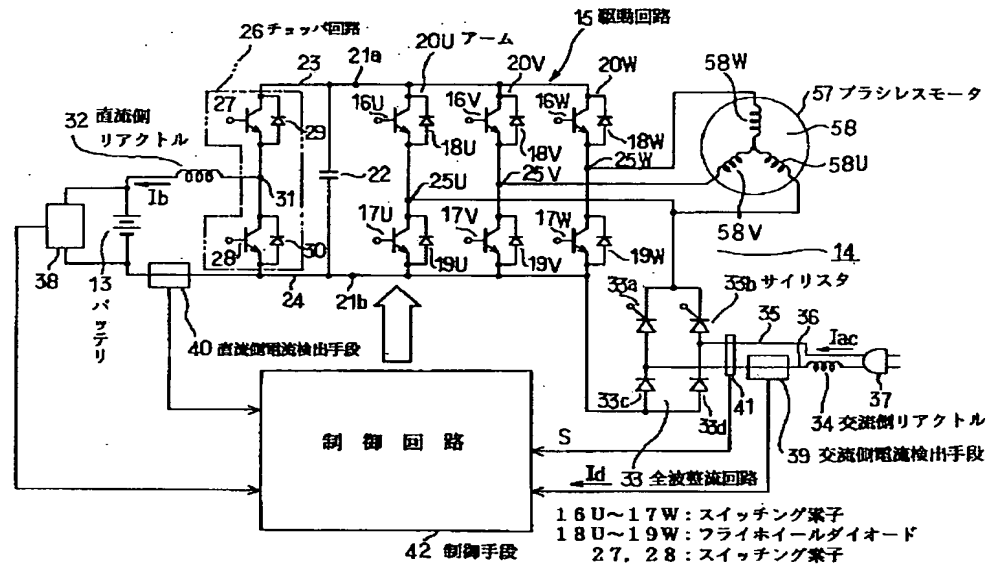 15 駆動回路
26 チョッパ回路
20U アーム
23
21a
20V
20W
58W
57 ブラシレスモータ
58
58U
58V
32 直流側リアクトル
27
29
16U
16V
16W
18U
18V
18W
25W
22
25U
25V
31
Ib
17U
17V
17W
28
30
19U
19V
19W
14
38
13 バッテリ
24
21b
33a
33b サイリスタ
35
36
Iac
37
40 直流側電流検出手段
33c
33d
41
34 交流側リアクトル
制御回路
S
33 全波整流回路
39 交流側電流検出手段
Id
42 制御手段
16U～17W：スイッチング素子
18U～19W：フライホイールダイオード
27，28：スイッチング素子